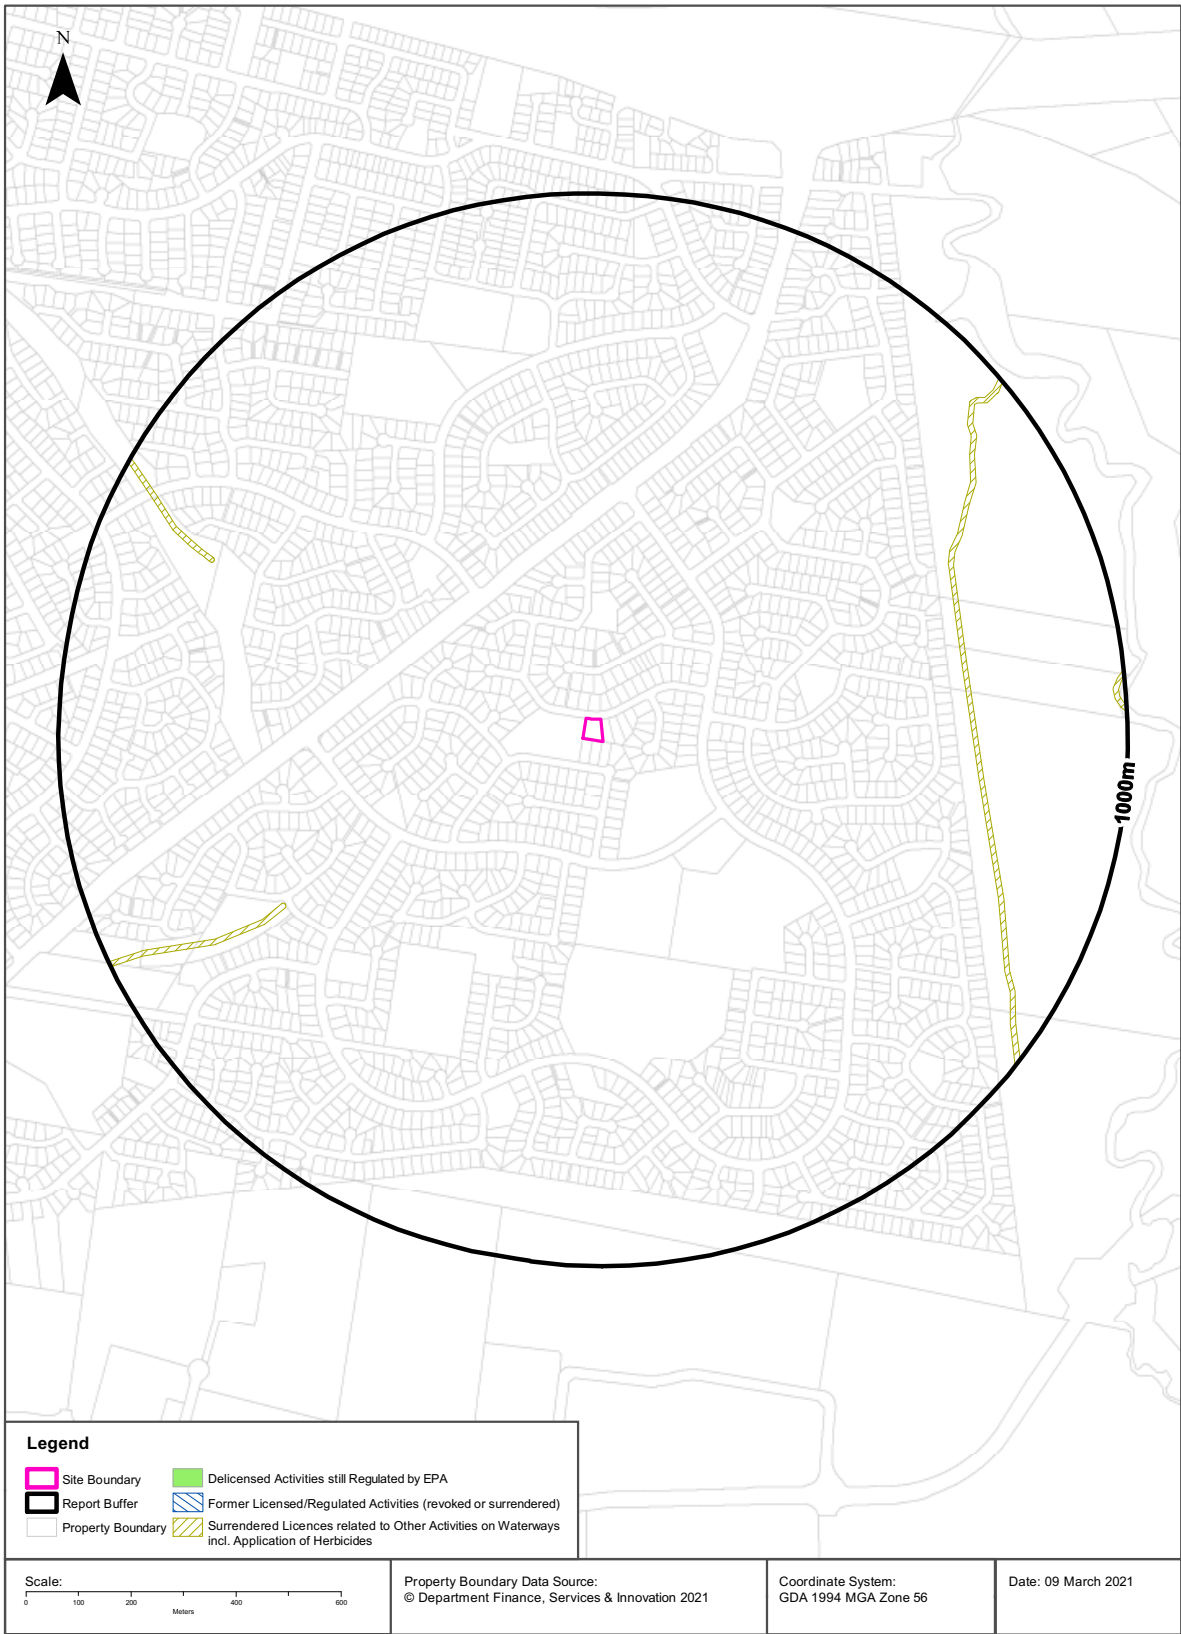 N
1000m
Legend
Site Boundary
Report Buffer
Property Boundary
Delicensed Activities still Regulated by EPA
Former Licensed/Regulated Activities (revoked or surrendered)
Surrendered Licences related to Other Activities on Waterways
incl. Application of Herbicides
Scale:
0 100 200 400 600
Meters
Property Boundary Data Source:
© Department Finance, Services & Innovation 2021
Coordinate System:
GDA 1994 MGA Zone 56
Date: 09 March 2021